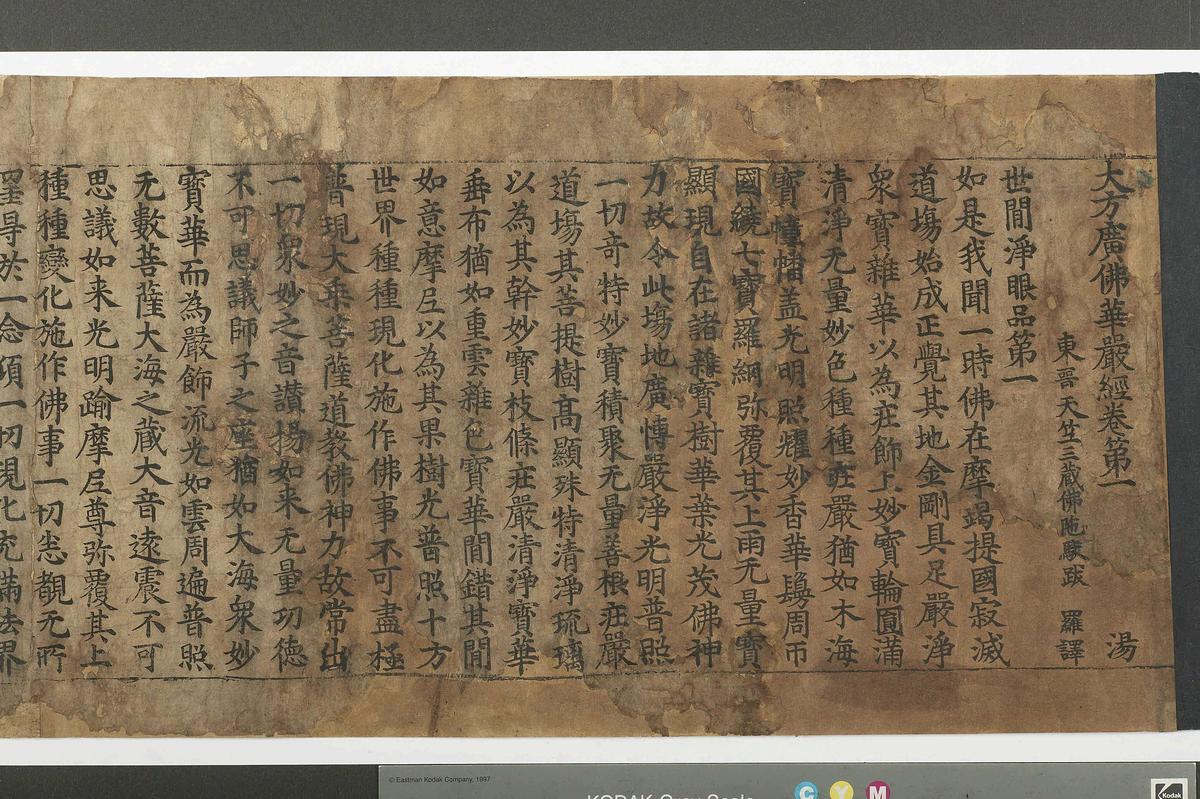 大方廣佛華嚴經卷第一 湯
東晉天竺三藏佛陁䭾跋 羅譯
世間淨眼品第一
如是我聞一時佛在摩竭提國寂滅
道場始成正覺其地金剛具足嚴淨
衆寶雜華以為莊飾上妙寶輪圓滿
清淨无量妙色種種莊嚴猶如大海
寶幢幡盖光明照耀妙香華鬘周帀
國繞七寶羅網弥覆其上雨无量寶
顯現自在諸雜寶樹華葉光茂佛神
力故令此場地廣博嚴淨光明普照
一切奇特妙寶積聚无量善根莊嚴
道場其菩提樹高顯殊特清淨琉璃
以為其幹妙寶枝條莊嚴清淨寶華
垂布猶如重雲雜色寶華間錯其間
如意摩尼以為其果樹光普照十方
世界種種現化施作佛事不可盡極
普現大乘菩薩道教佛神力故常出
一切衆妙之音讃揚如来无量功德
不可思議師子之座猶如大海衆妙
寶華而為嚴飾流光如雲周遍普照
无數菩薩大海之藏大音遠震不可
思議如来光明踰摩尼尊弥覆其上
種種變化施作佛事一切悉覩无所
罣㝵於一念頃一切現化充滿法界
© Eastman Kodak Company, 1997
KODAK Gray Scale
C Y M
Kodak